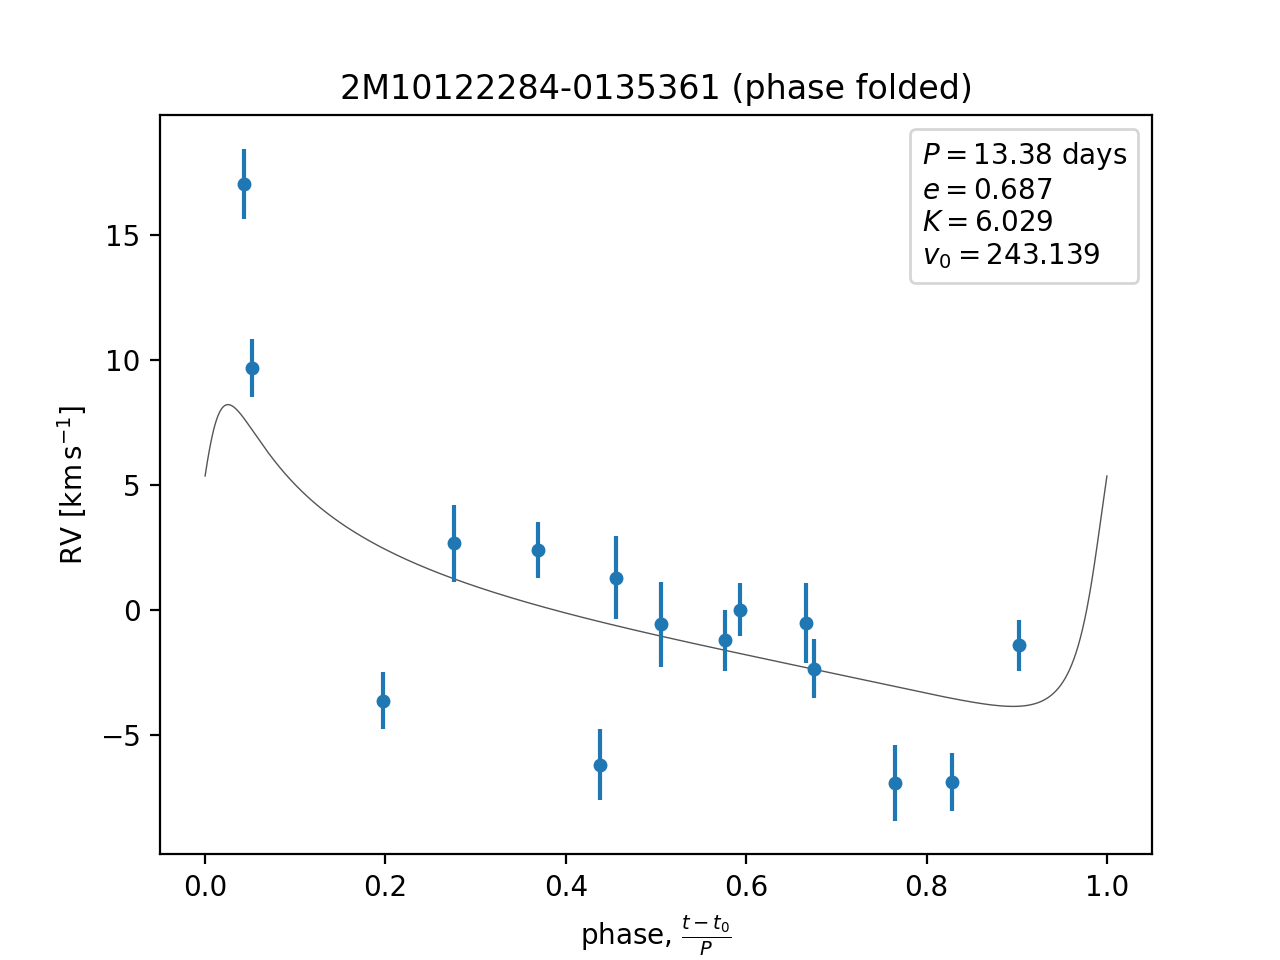 2M10122284-0135361 (phase folded)
P = 13.38 days
e = 0.687
K = 6.029
v₀ = 243.139
RV [km s⁻¹]
15
10
5
0
−5
0.0 0.2 0.4 0.6 0.8 1.0
phase, (t − t₀)/P